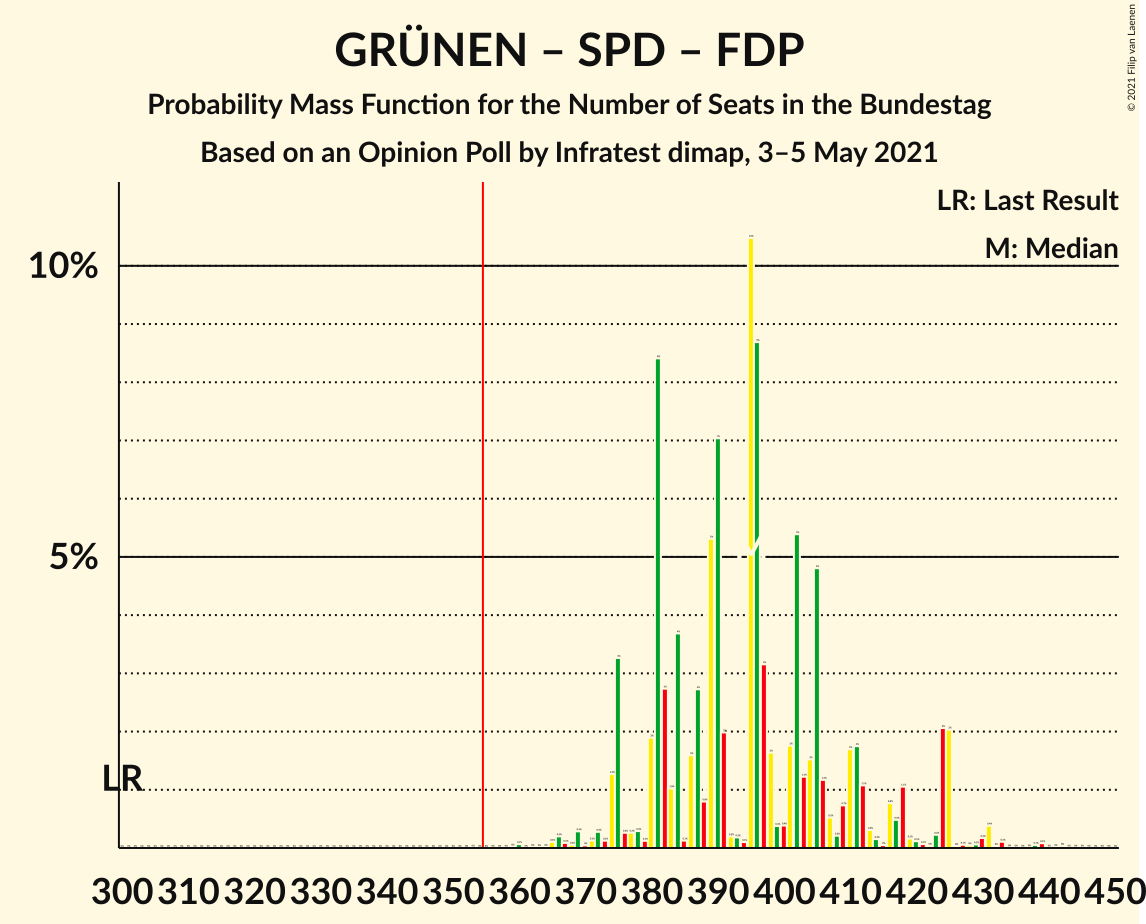 GRÜNEN – SPD – FDP
Probability Mass Function for the Number of Seats in the Bundestag
Based on an Opinion Poll by Infratest dimap, 3–5 May 2021
© 2021 Filip van Laenen
LR: Last Result
M: Median
10%
5%
LR
300 310 320 330 340 350 360 370 380 390 400 410 420 430 440 450